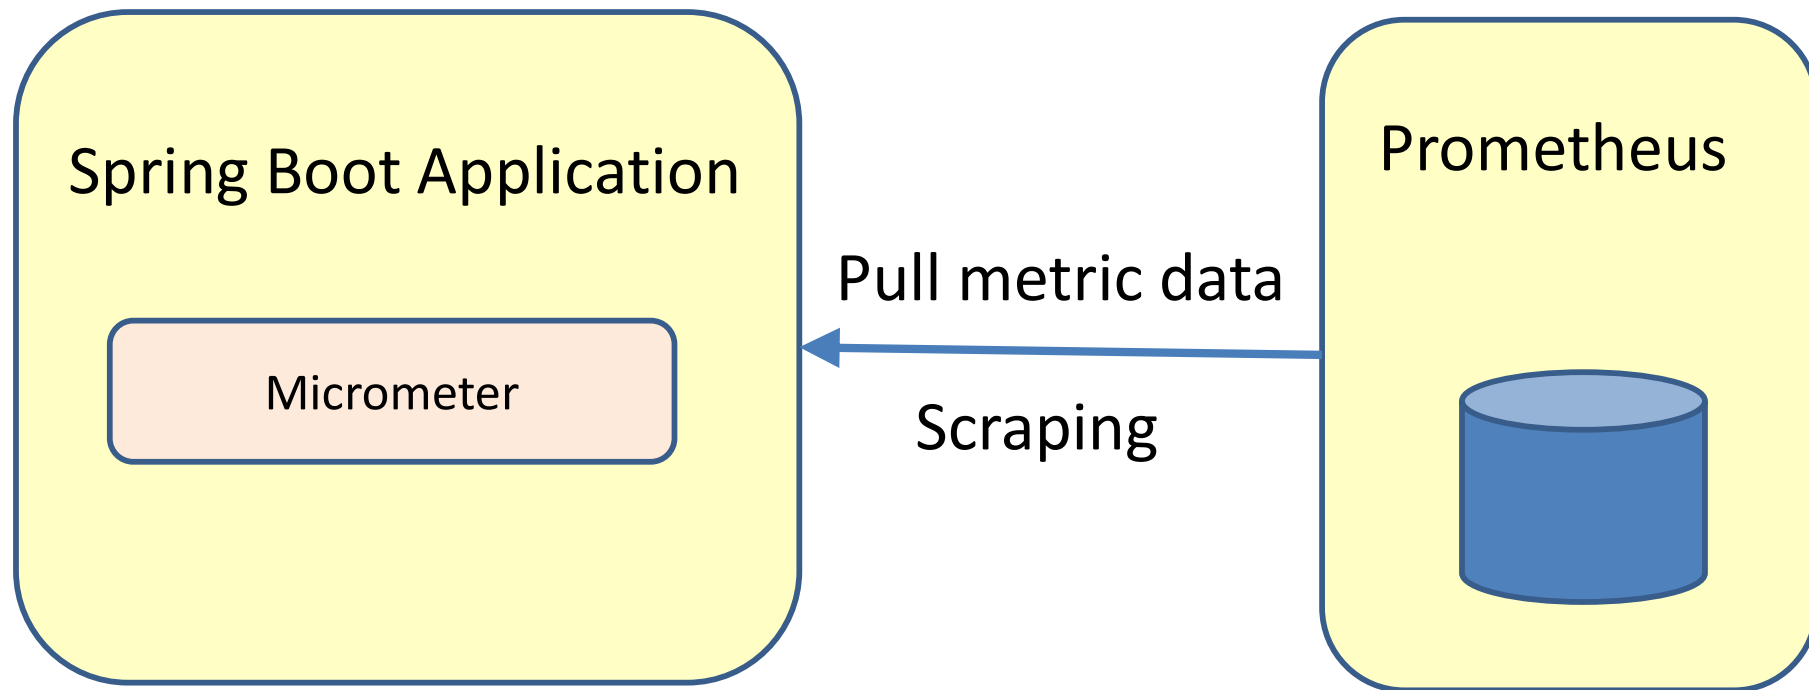 Spring Boot Application
Micrometer
Pull metric data
Scraping
Prometheus